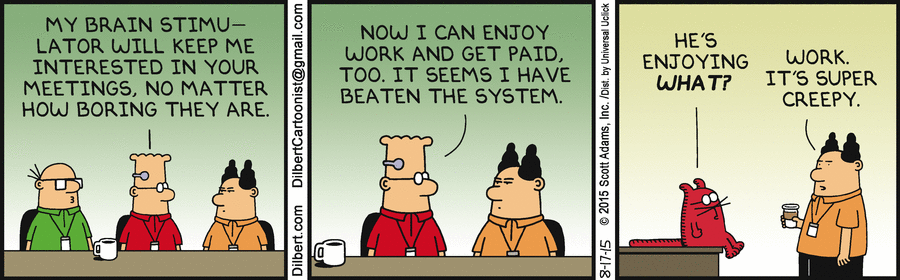 MY BRAIN STIMU-
LATOR WILL KEEP ME
INTERESTED IN YOUR
MEETINGS, NO MATTER
HOW BORING THEY ARE.
Dilbert.com DilbertCartoonist@gmail.com
NOW I CAN ENJOY
WORK AND GET PAID,
TOO. IT SEEMS I HAVE
BEATEN THE SYSTEM.
8-17-15 © 2015 Scott Adams, Inc. /Dist. by Universal Uclick
HE'S
ENJOYING
WHAT?
WORK.
IT'S SUPER
CREEPY.